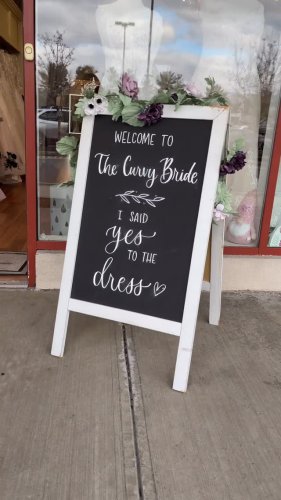 WELCOME TO
The Curvy Bride
I SAID
yes
TO THE
dress